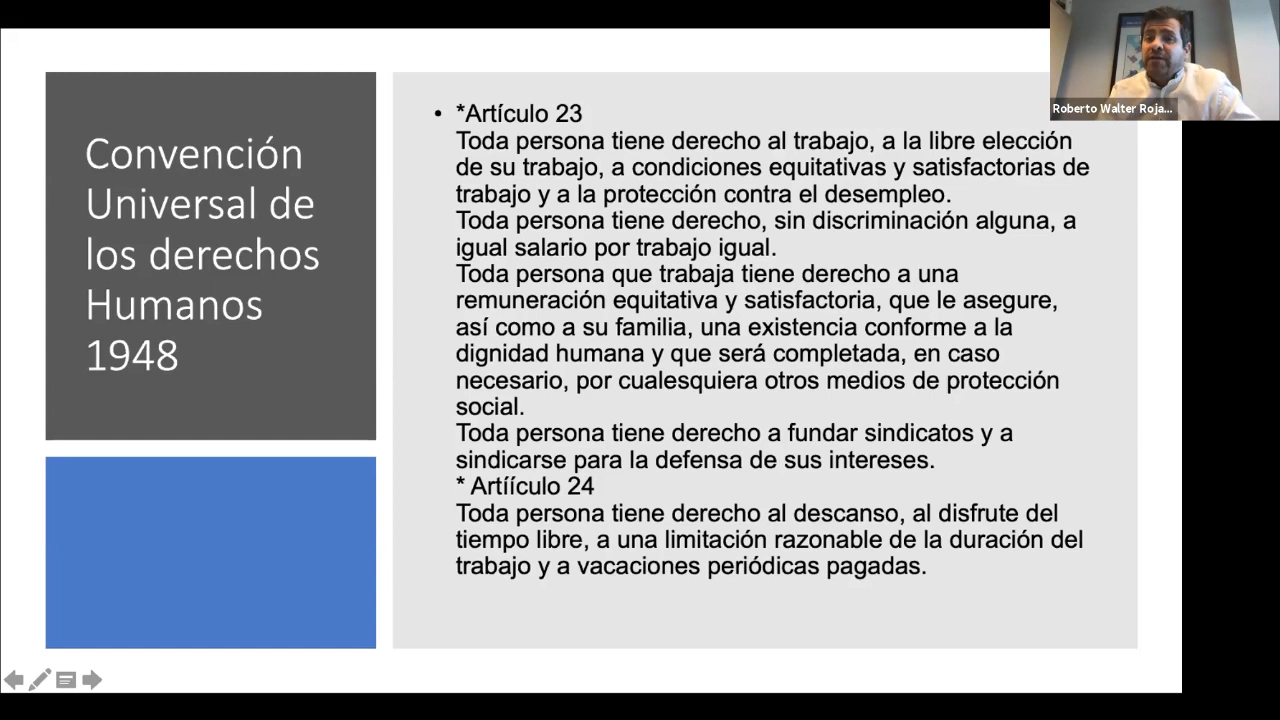 Convención
Universal de
los derechos
Humanos
1948
• *Artículo 23
Toda persona tiene derecho al trabajo, a la libre elección
de su trabajo, a condiciones equitativas y satisfactorias de
trabajo y a la protección contra el desempleo.
Toda persona tiene derecho, sin discriminación alguna, a
igual salario por trabajo igual.
Toda persona que trabaja tiene derecho a una
remuneración equitativa y satisfactoria, que le asegure,
así como a su familia, una existencia conforme a la
dignidad humana y que será completada, en caso
necesario, por cualesquiera otros medios de protección
social.
Toda persona tiene derecho a fundar sindicatos y a
sindicarse para la defensa de sus intereses.
* Artíículo 24
Toda persona tiene derecho al descanso, al disfrute del
tiempo libre, a una limitación razonable de la duración del
trabajo y a vacaciones periódicas pagadas.
Roberto Walter Roja...